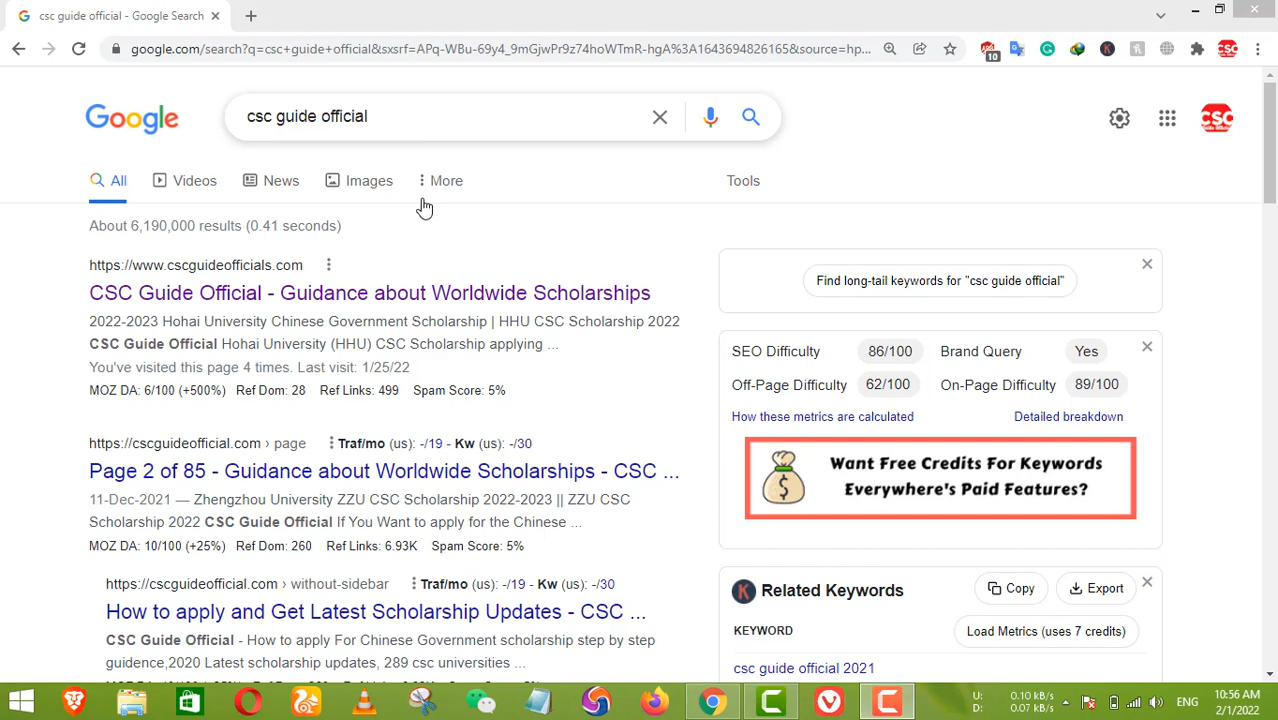 csc guide official - Google Search
google.com/search?q=csc+guide+official&sxsrf=APq-WBu-69y4_9mGjwPr9z74hoWTmR-hgA%3A1643694826165&source=hp...
10
CSC
Google
csc guide official
CSC
All
Videos
News
Images
More
Tools
About 6,190,000 results (0.41 seconds)
https://www.cscguideofficials.com
CSC Guide Official - Guidance about Worldwide Scholarships
2022-2023 Hohai University Chinese Government Scholarship | HHU CSC Scholarship 2022
CSC Guide Official Hohai University (HHU) CSC Scholarship applying ...
You've visited this page 4 times. Last visit: 1/25/22
MOZ DA: 6/100 (+500%) Ref Dom: 28 Ref Links: 499 Spam Score: 5%
https://cscguideofficial.com › page Traf/mo (us): -/19 - Kw (us): -/30
Page 2 of 85 - Guidance about Worldwide Scholarships - CSC ...
11-Dec-2021 — Zhengzhou University ZZU CSC Scholarship 2022-2023 || ZZU CSC
Scholarship 2022 CSC Guide Official If You Want to apply for the Chinese ...
MOZ DA: 10/100 (+25%) Ref Dom: 260 Ref Links: 6.93K Spam Score: 5%
https://cscguideofficial.com › without-sidebar Traf/mo (us): -/19 - Kw (us): -/30
How to apply and Get Latest Scholarship Updates - CSC ...
CSC Guide Official - How to apply For Chinese Government scholarship step by step
guidence,2020 Latest scholarship updates, 289 csc universities ...
Find long-tail keywords for "csc guide official"
SEO Difficulty 86/100 Brand Query Yes
Off-Page Difficulty 62/100 On-Page Difficulty 89/100
How these metrics are calculated Detailed breakdown
Want Free Credits For Keywords
Everywhere's Paid Features?
K Related Keywords Copy Export
KEYWORD Load Metrics (uses 7 credits)
csc guide official 2021
U: 0.10 kB/s
D: 0.07 kB/s
ENG
10:56 AM
2/1/2022